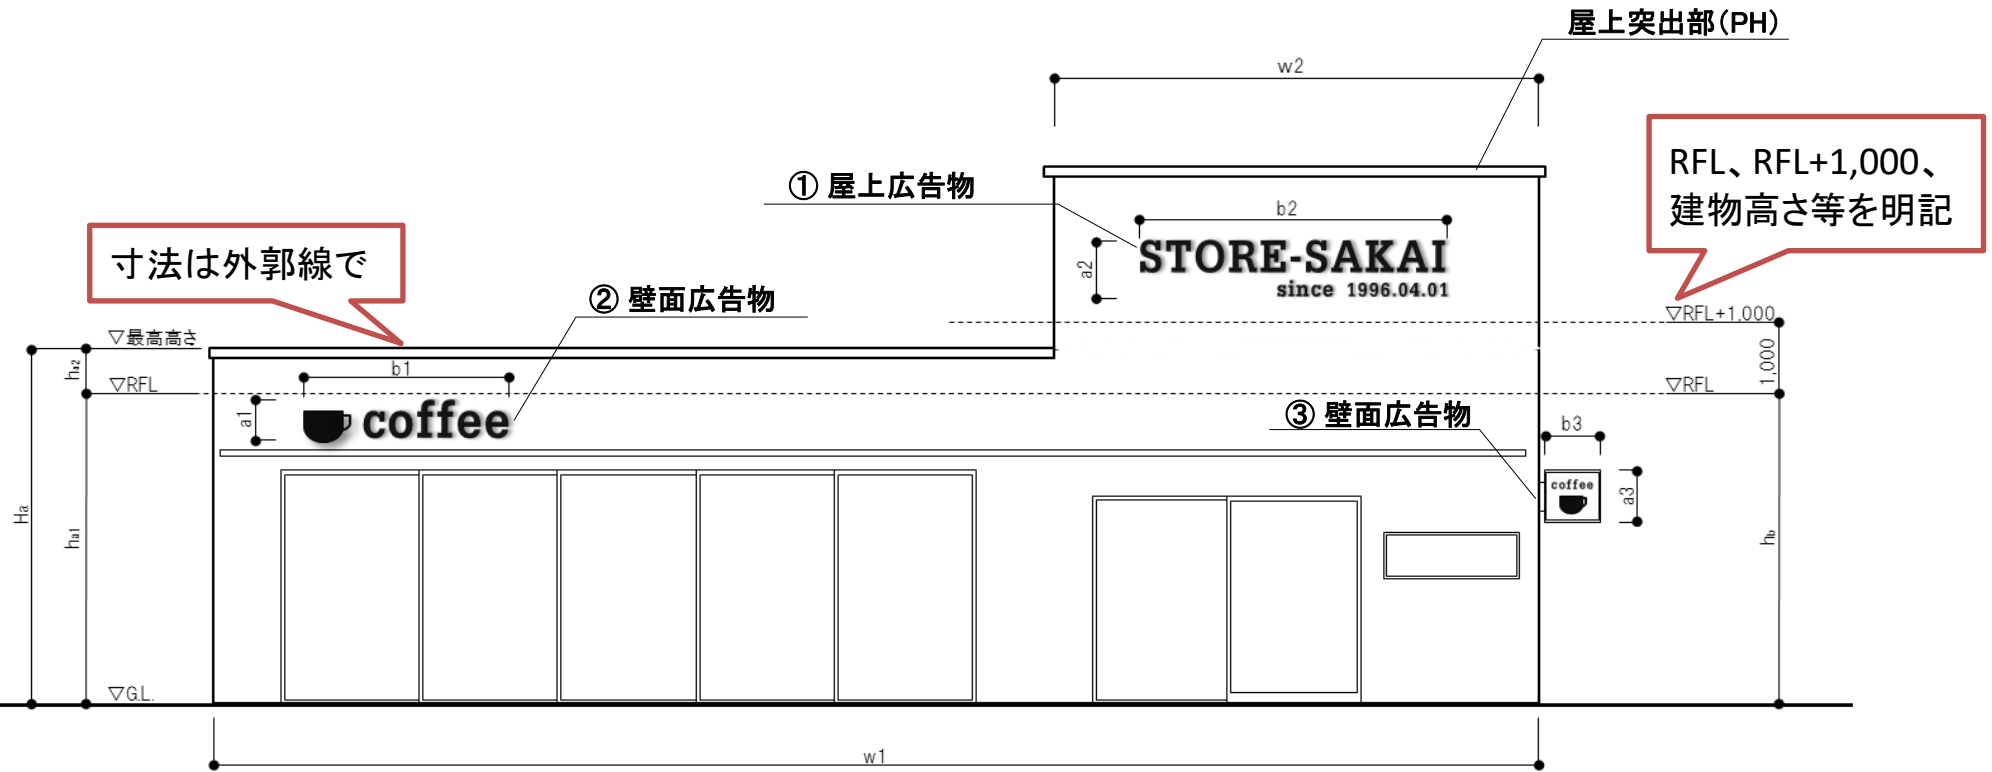 屋上突出部(PH)
w2
RFL、RFL+1,000、
建物高さ等を明記
① 屋上広告物
b2
寸法は外郭線で
STORE-SAKAI
a2
since 1996.04.01
② 壁面広告物
▽RFL+1,000
▽最高高さ
ha2
b1
1,000
▽RFL
▽RFL
a1
coffee
③ 壁面広告物
b3
coffee
a3
Ha
ha1
hb
▽G.L.
w1